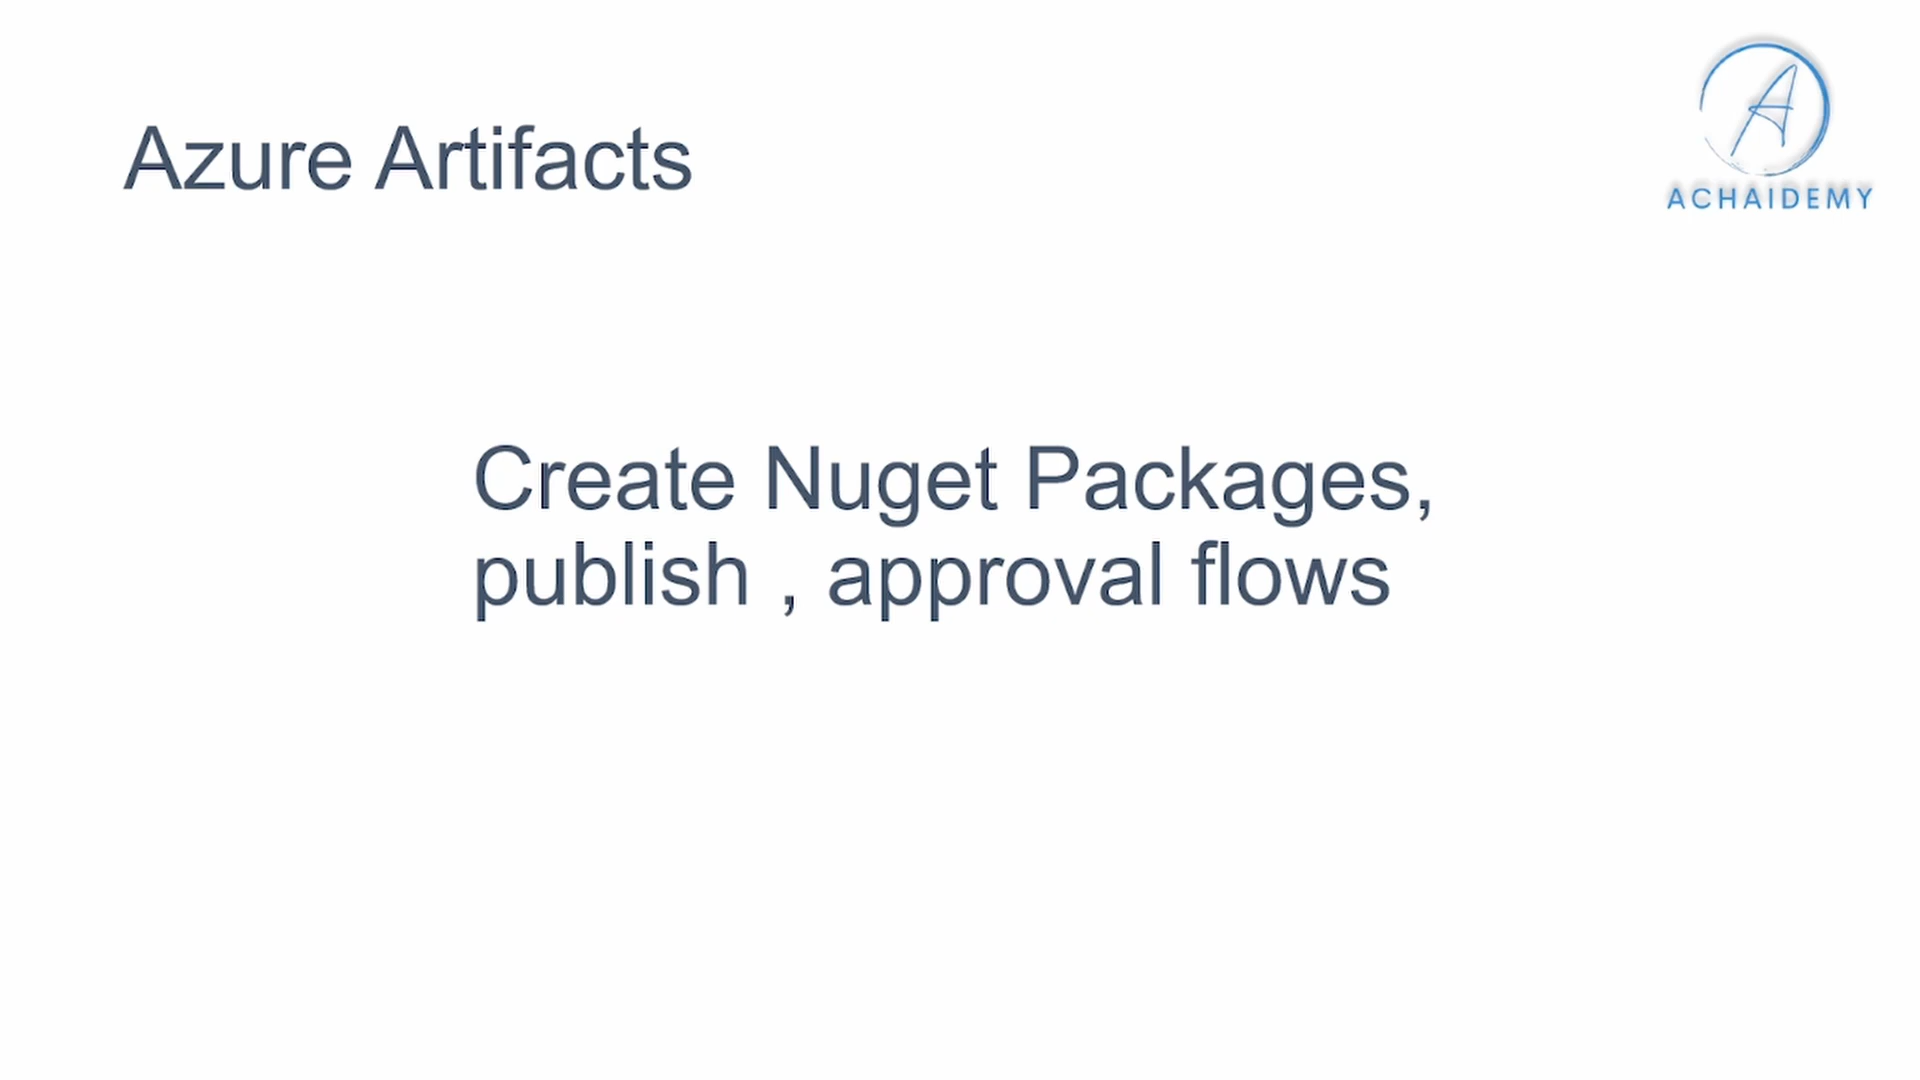 Azure Artifacts
ACHAIDEMY
Create Nuget Packages,
publish , approval flows